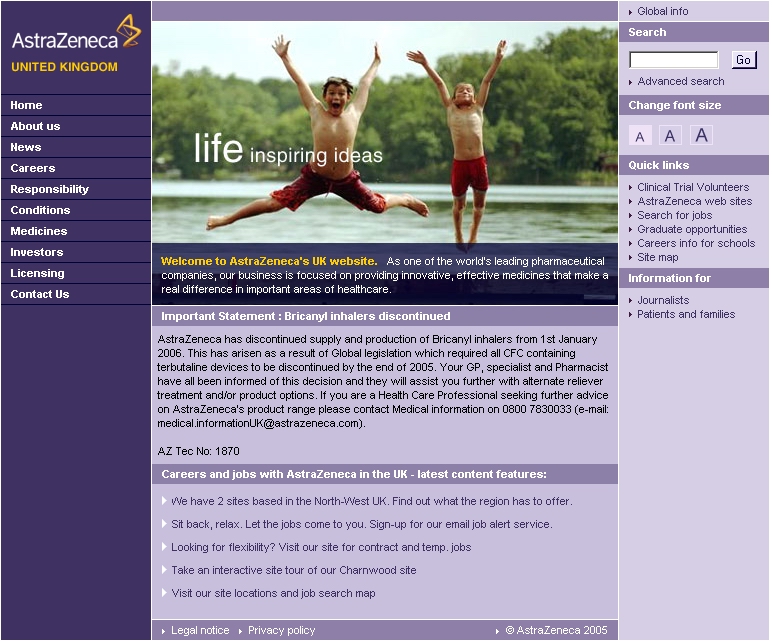 AstraZeneca
UNITED KINGDOM
Home
About us
News
Careers
Responsibility
Conditions
Medicines
Investors
Licensing
Contact Us
life inspiring ideas
Welcome to AstraZeneca's UK website. As one of the world's leading pharmaceutical
companies, our business is focused on providing innovative, effective medicines that make a
real difference in important areas of healthcare.
Important Statement : Bricanyl inhalers discontinued
AstraZeneca has discontinued supply and production of Bricanyl inhalers from 1st January
2006. This has arisen as a result of Global legislation which required all CFC containing
terbutaline devices to be discontinued by the end of 2005. Your GP, specialist and Pharmacist
have all been informed of this decision and they will assist you further with alternate reliever
treatment and/or product options. If you are a Health Care Professional seeking further advice
on AstraZeneca's product range please contact Medical information on 0800 7830033 (e-mail:
medical.informationUK@astrazeneca.com).
AZ Tec No: 1870
Careers and jobs with AstraZeneca in the UK - latest content features:
We have 2 sites based in the North-West UK. Find out what the region has to offer.
Sit back, relax. Let the jobs come to you. Sign-up for our email job alert service.
Looking for flexibility? Visit our site for contract and temp. jobs
Take an interactive site tour of our Charnwood site
Visit our site locations and job search map
Legal notice Privacy policy © AstraZeneca 2005
Global info
Search
Go
Advanced search
Change font size
A A A
Quick links
Clinical Trial Volunteers
AstraZeneca web sites
Search for jobs
Graduate opportunities
Careers info for schools
Site map
Information for
Journalists
Patients and families